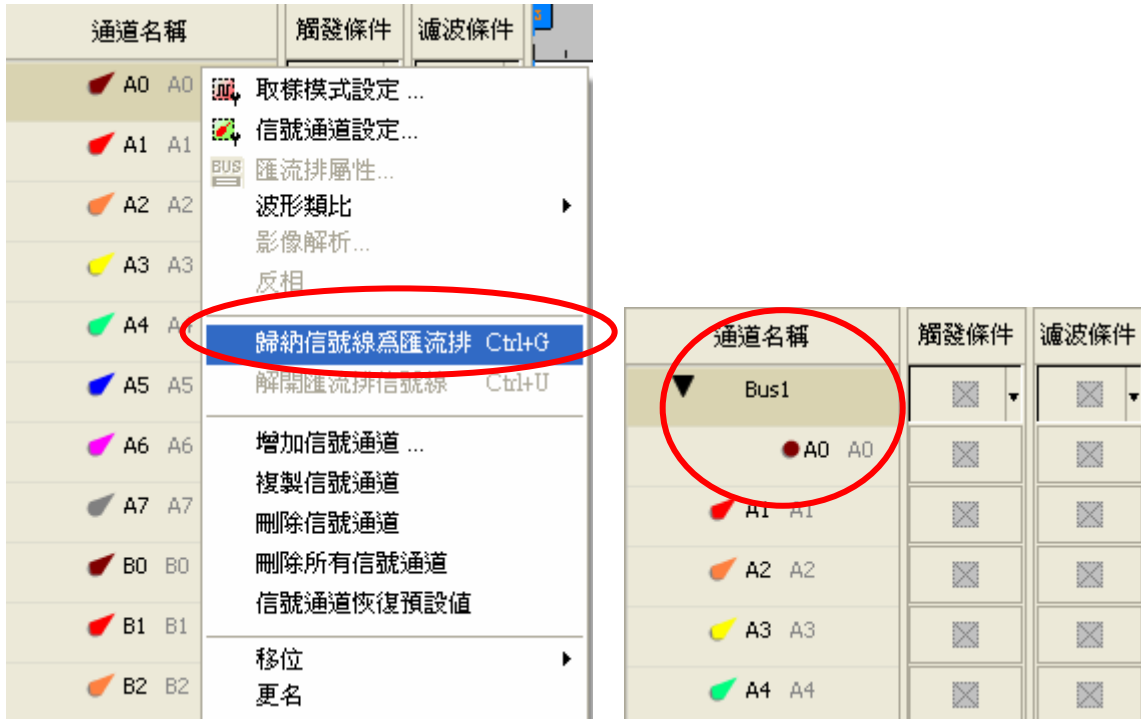 通道名稱 觸發條件 濾波條件
A0 A0
A1 A1
A2 A2
A3 A3
A4 A4
A5 A5
A6 A6
A7 A7
B0 B0
B1 B1
B2 B2
取樣模式設定 ...
信號通道設定...
BUS 匯流排屬性...
波形類比
影像解析...
反相
歸納信號線爲匯流排 Ctrl+G
解開匯流排信號線 Ctrl+U
增加信號通道 ...
複製信號通道
刪除信號通道
刪除所有信號通道
信號通道恢復預設值
移位
更名
通道名稱 觸發條件 濾波條件
Bus1
A0 A0
A1 A1
A2 A2
A3 A3
A4 A4